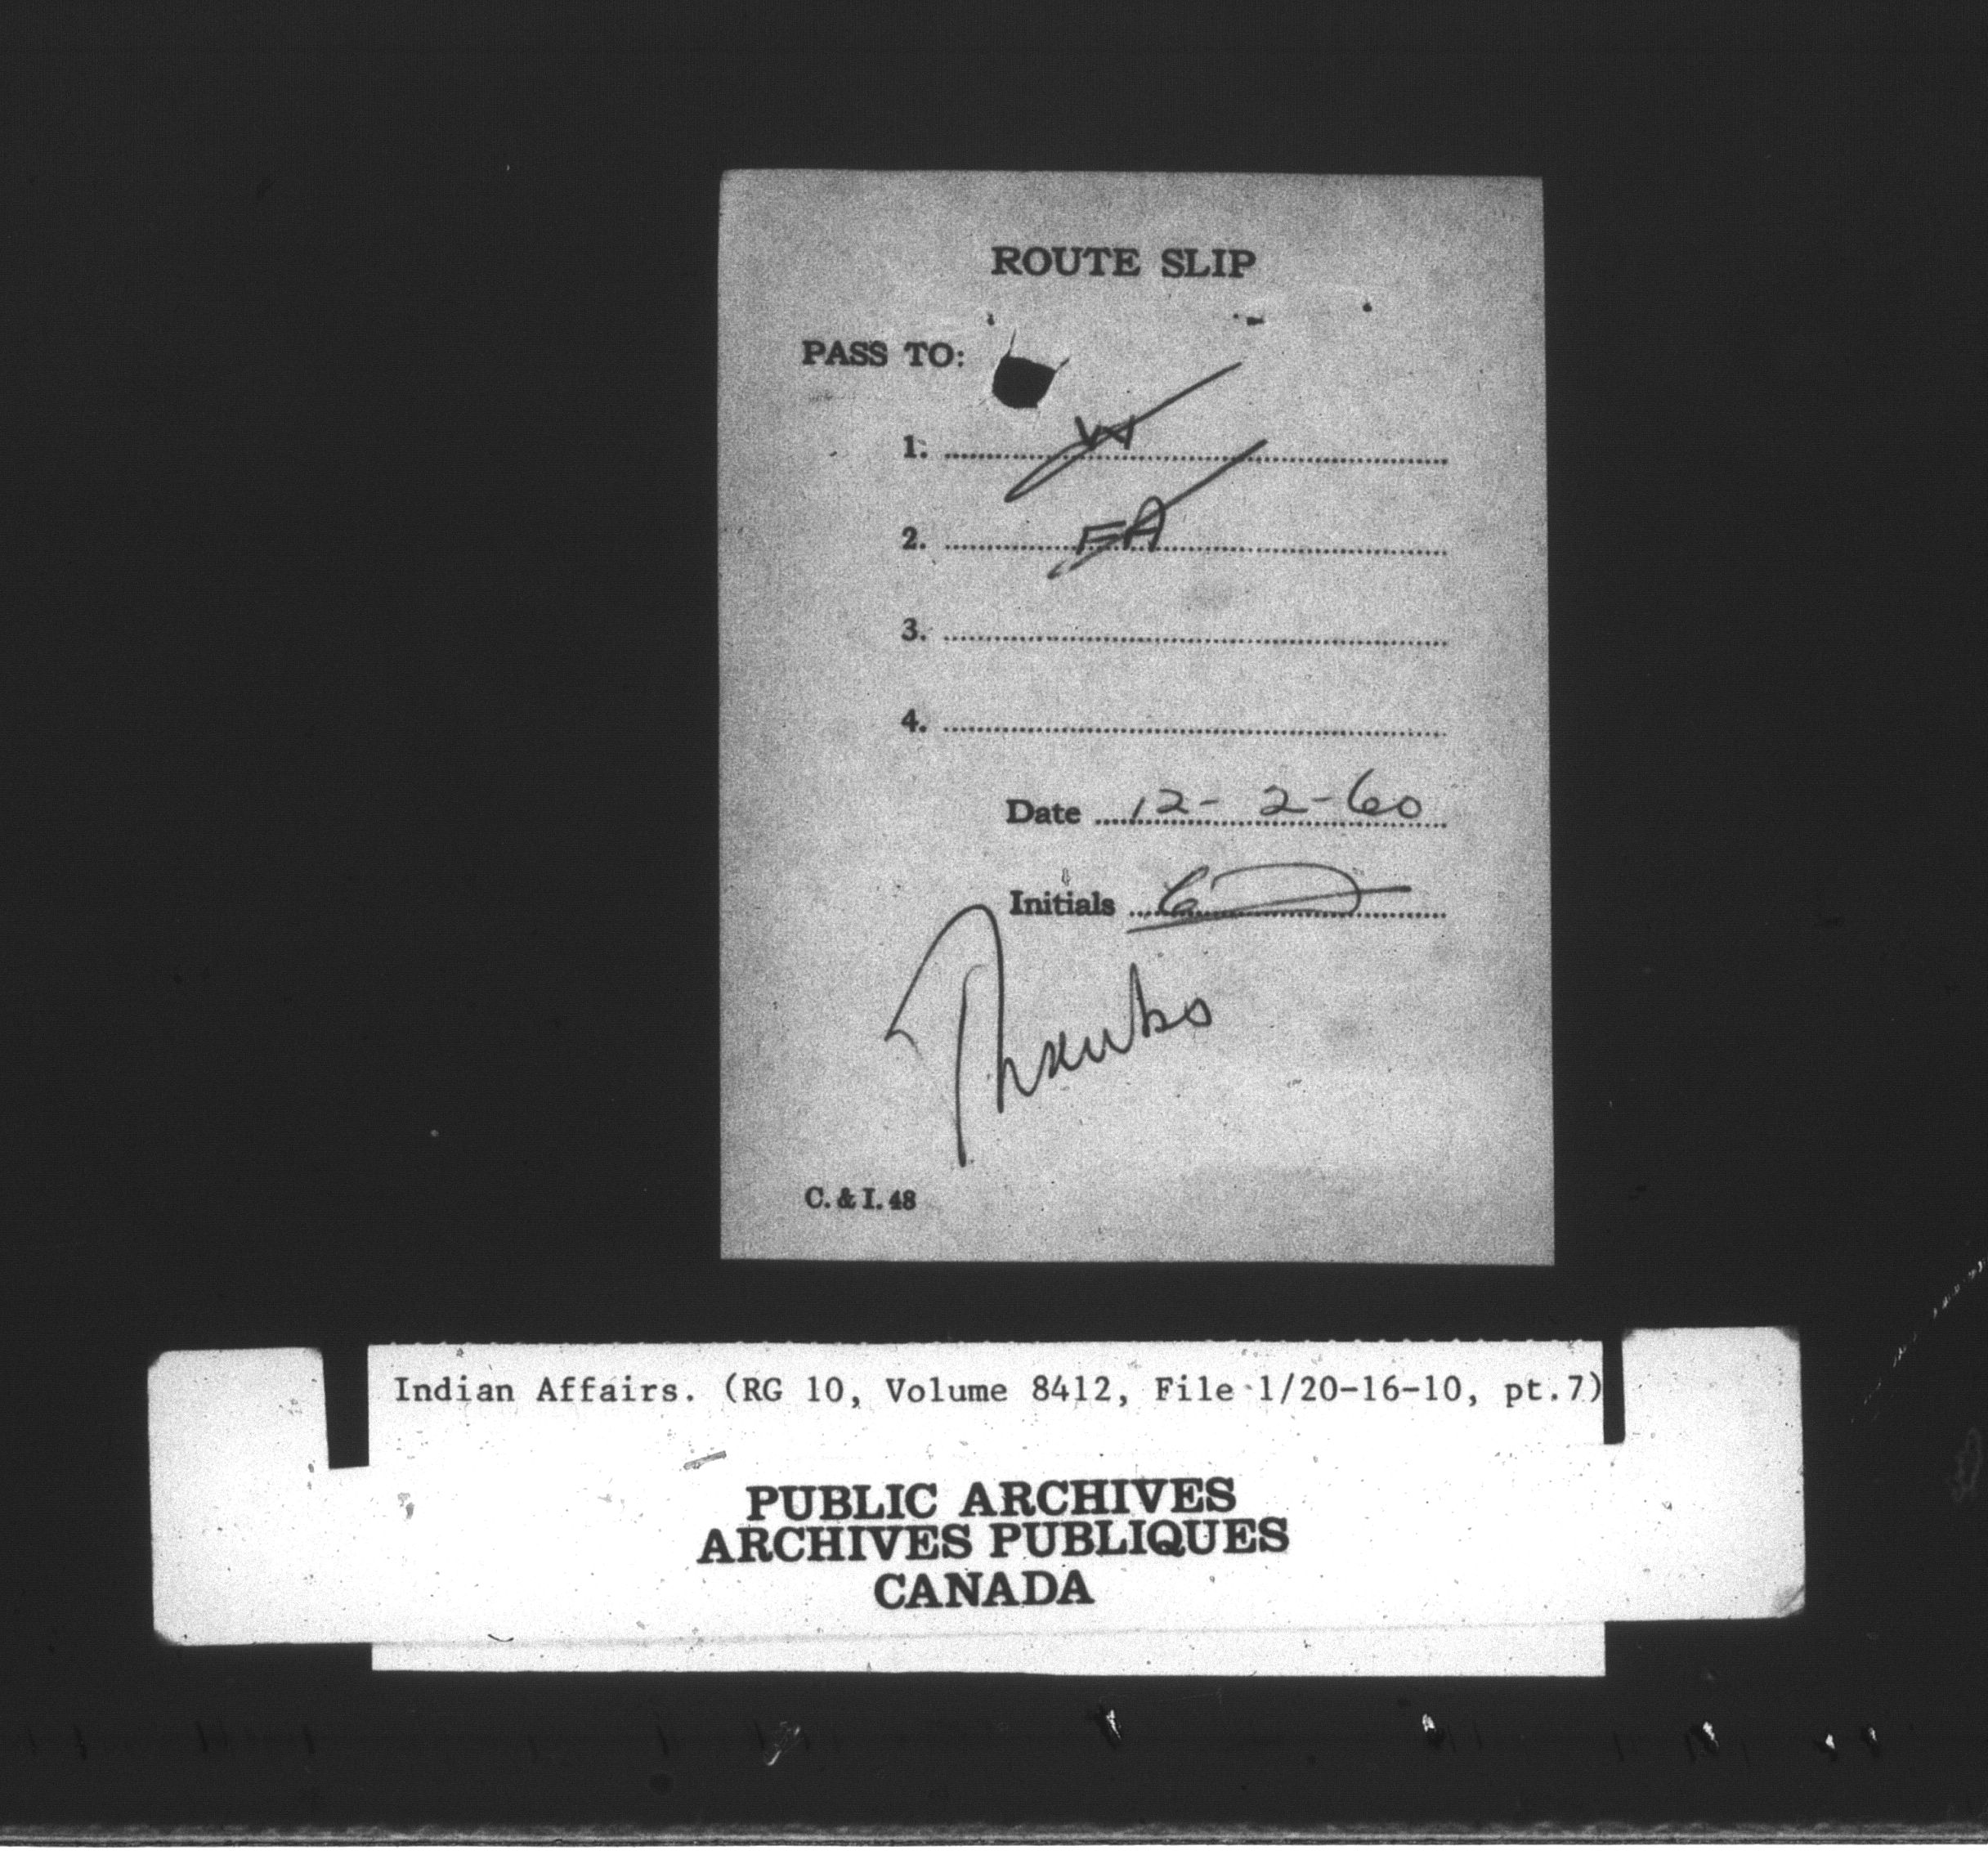 ROUTE SLIP
PASS TO:
1. W
2. FA
3.
4.
Date 12- 2-60
Initials
Thanks
C. & I. 48
Indian Affairs. (RG 10, Volume 8412, File 1/20-16-10, pt.7)
PUBLIC ARCHIVES
ARCHIVES PUBLIQUES
CANADA